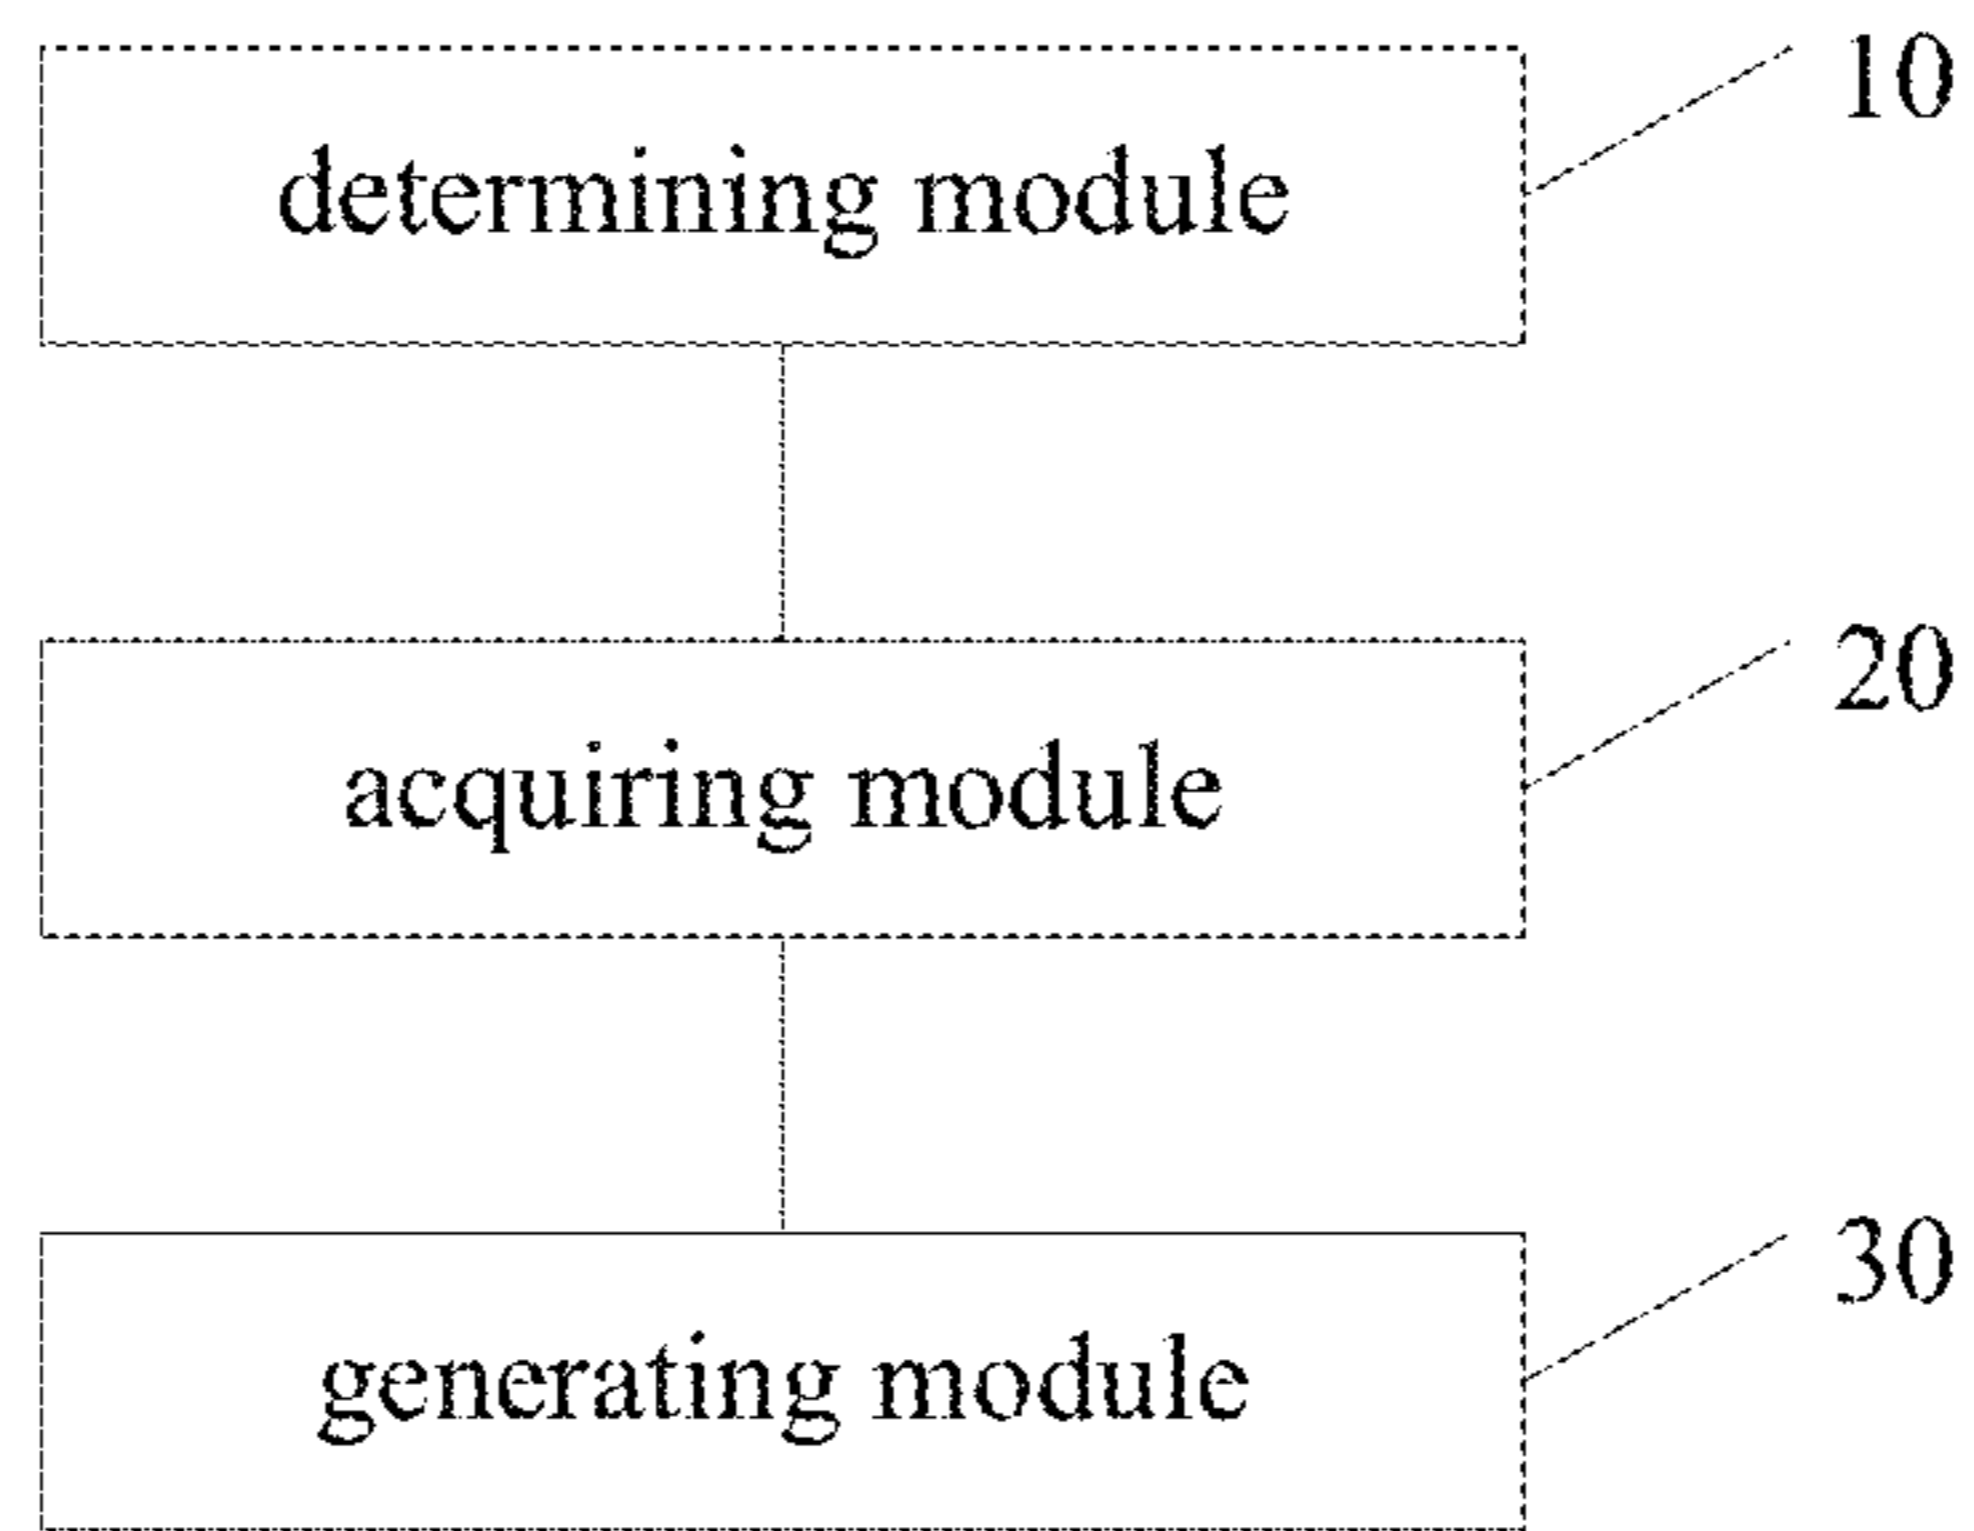 determining module 10
acquiring module 20
generating module 30